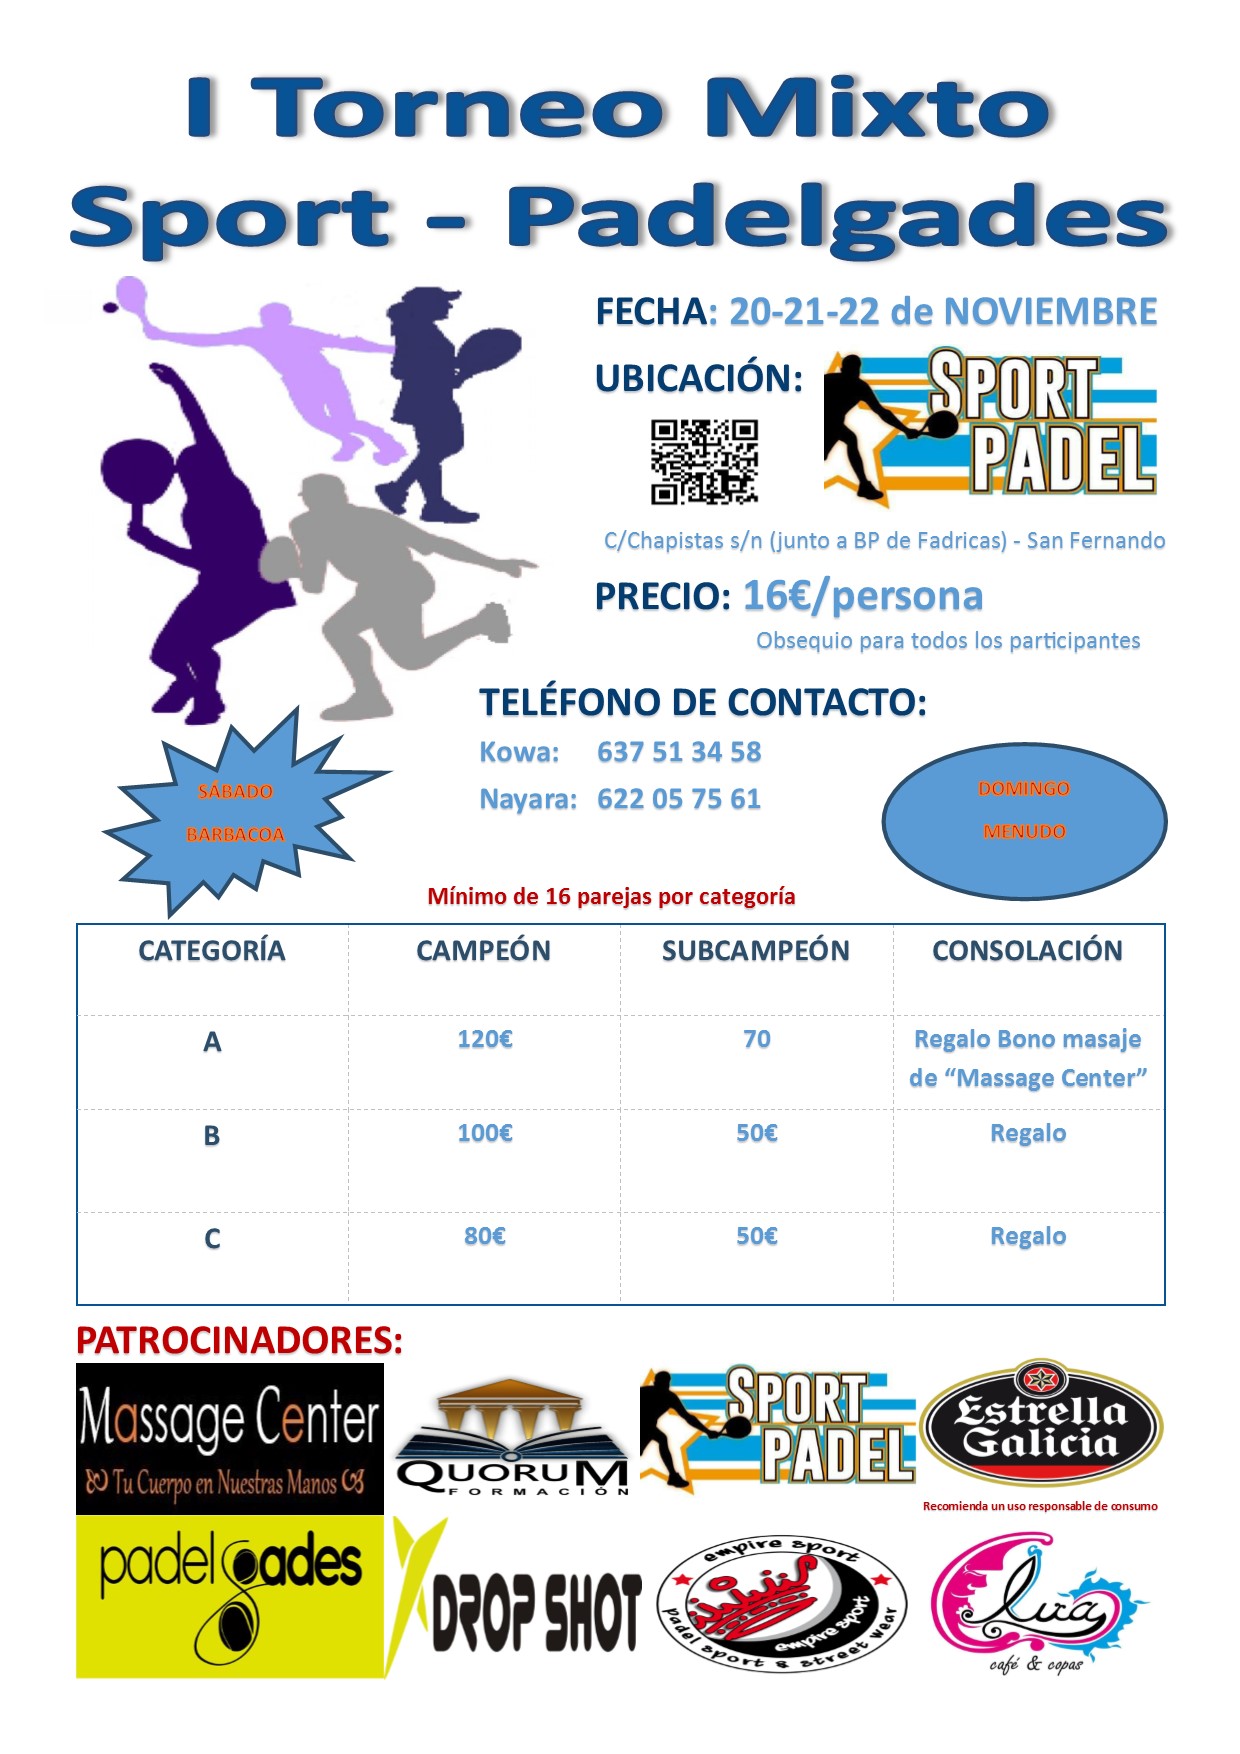 I Torneo Mixto
Sport - Padelgades
FECHA: 20-21-22 de NOVIEMBRE
UBICACIÓN:
SPORT
PADEL
C/Chapistas s/n (junto a BP de Fadricas) - San Fernando
PRECIO: 16€/persona
Obsequio para todos los participantes
TELÉFONO DE CONTACTO:
Kowa: 637 51 34 58
Nayara: 622 05 75 61
SÁBADO
BARBACOA
DOMINGO
MENUDO
Mínimo de 16 parejas por categoría
CATEGORÍA CAMPEÓN SUBCAMPEÓN CONSOLACIÓN
A 120€ 70 Regalo Bono masaje
de “Massage Center”
B 100€ 50€ Regalo
C 80€ 50€ Regalo
PATROCINADORES:
Massage Center
Tu Cuerpo en Nuestras Manos
QUORUM
FORMACIÓN
SPORT
PADEL
Estrella
Galicia
Recomienda un uso responsable de consumo
padelgades
DROP SHOT
empire sport
empire sport
padel sport & street wear
Lua
café & copas